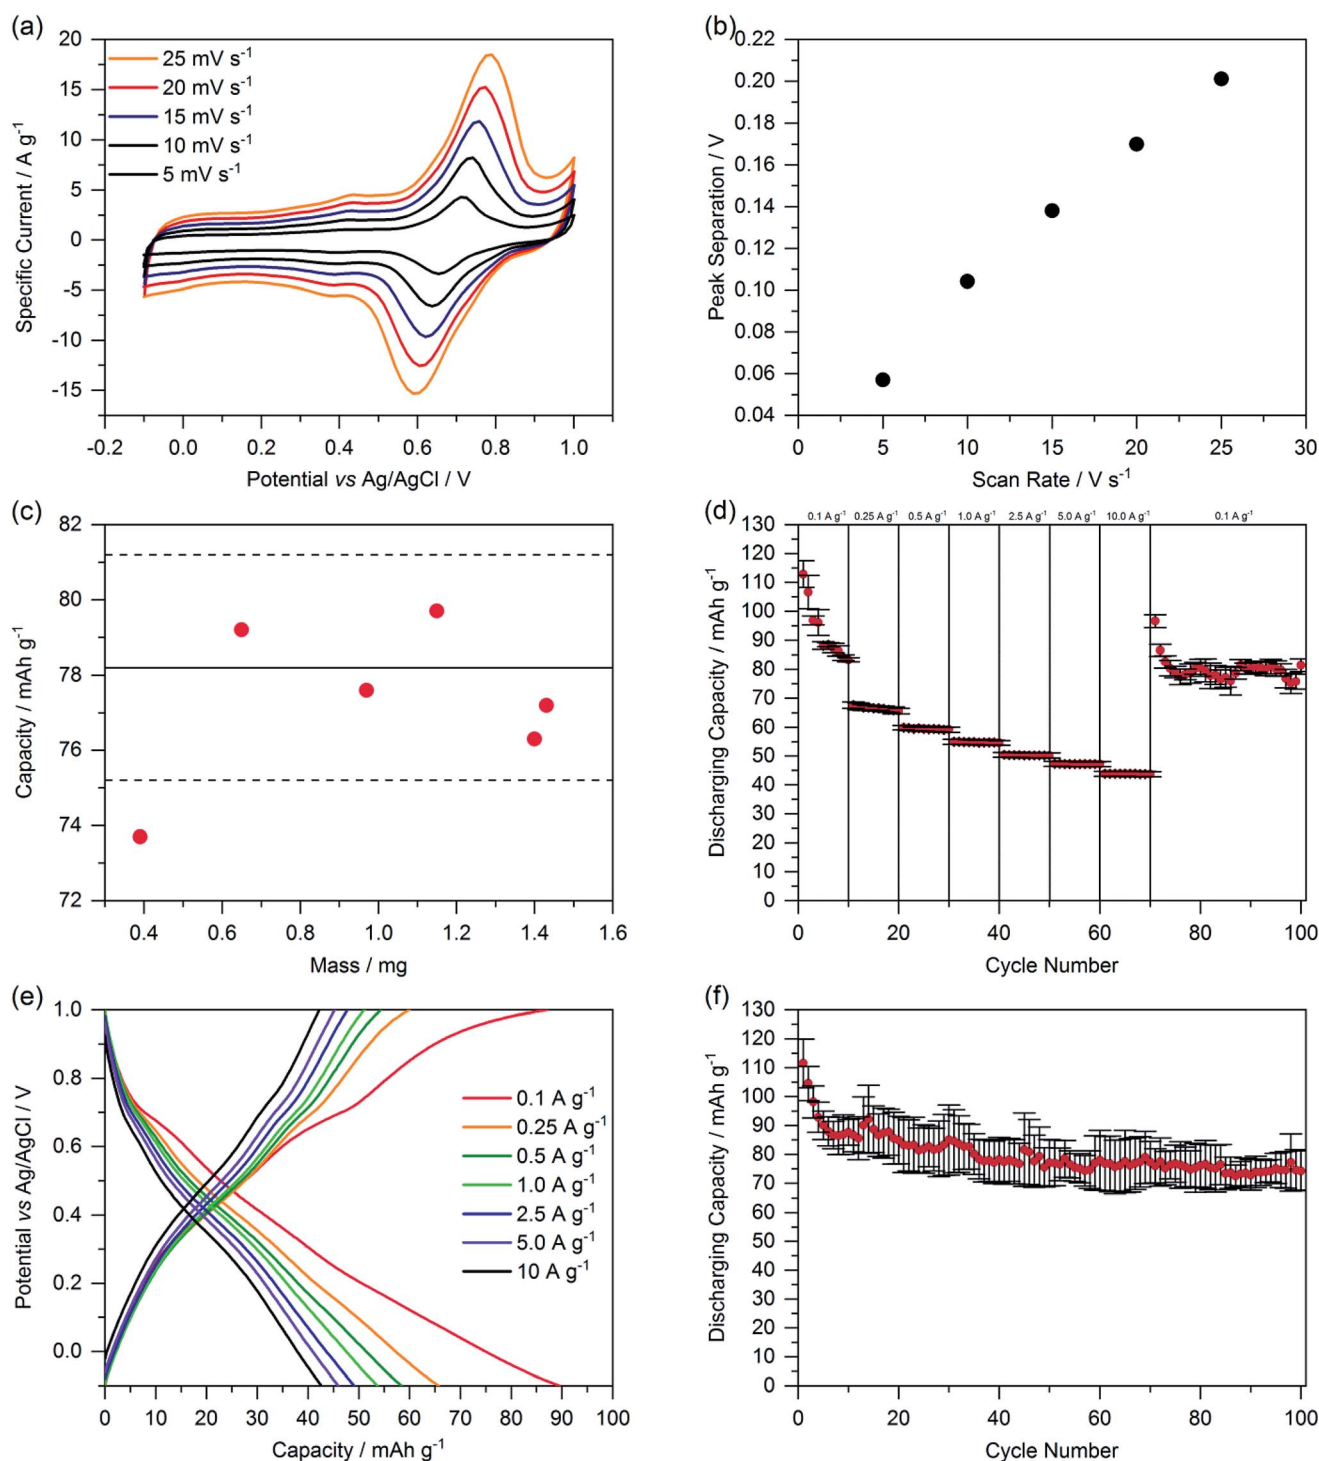 (a)
20
15
10
5
0
-5
-10
-15
25 mV s⁻¹
20 mV s⁻¹
15 mV s⁻¹
10 mV s⁻¹
5 mV s⁻¹
Specific Current / A g⁻¹
-0.2 0.0 0.2 0.4 0.6 0.8 1.0
Potential vs Ag/AgCl / V
(b)
0.22
0.20
0.18
0.16
0.14
0.12
0.10
0.08
0.06
0.04
Peak Separation / V
0 5 10 15 20 25 30
Scan Rate / V s⁻¹
(c)
82
80
78
76
74
72
Capacity / mAh g⁻¹
0.4 0.6 0.8 1.0 1.2 1.4 1.6
Mass / mg
(d)
0.1 A g⁻¹ 0.25 A g⁻¹ 0.5 A g⁻¹ 1.0 A g⁻¹ 2.5 A g⁻¹ 5.0 A g⁻¹ 10.0 A g⁻¹ 0.1 A g⁻¹
130
120
110
100
90
80
70
60
50
40
30
20
10
0
Discharging Capacity / mAh g⁻¹
0 20 40 60 80 100
Cycle Number
(e)
1.0
0.8
0.6
0.4
0.2
0.0
Potential vs Ag/AgCl / V
0.1 A g⁻¹
0.25 A g⁻¹
0.5 A g⁻¹
1.0 A g⁻¹
2.5 A g⁻¹
5.0 A g⁻¹
10 A g⁻¹
0 10 20 30 40 50 60 70 80 90 100
Capacity / mAh g⁻¹
(f)
130
120
110
100
90
80
70
60
50
40
30
20
10
0
Discharging Capacity / mAh g⁻¹
0 20 40 60 80 100
Cycle Number